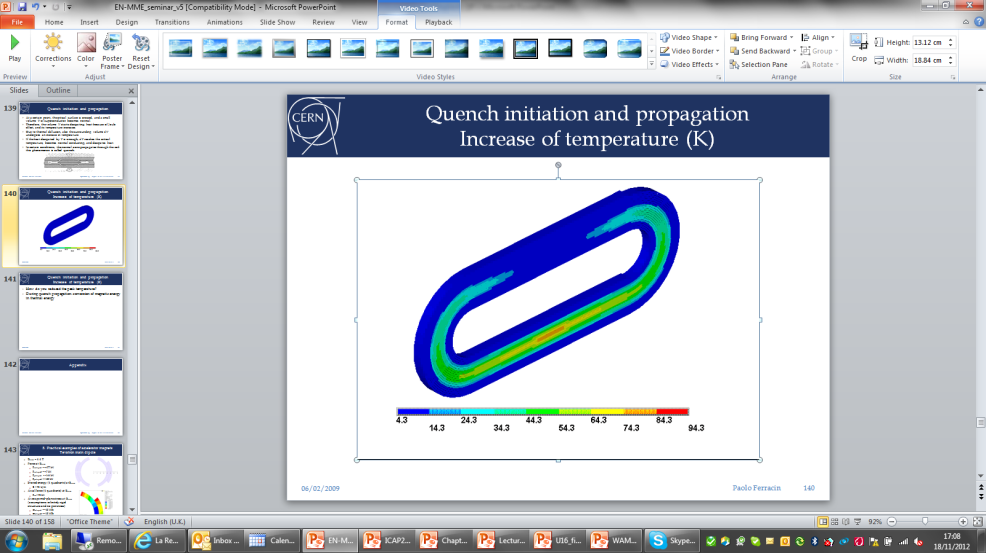 EN-MME_seminar_v5 [Compatibility Mode] - Microsoft PowerPoint
Video Tools
File Home Insert Design Transitions Animations Slide Show Review View Format Playback
Play
Preview
Corrections Color Poster Frame Reset Design
Adjust
Video Styles
Video Shape
Video Border
Video Effects
Bring Forward
Send Backward
Selection Pane
Align
Group
Rotate
Arrange
Crop
Height: 13.12 cm
Width: 18.84 cm
Size
Slides Outline
139
Quench initiation and propagation
140
Quench initiation and propagation
Increase of temperature (K)
141
Quench initiation and propagation
Increase of temperature (K)
142
Appendix
143
CERN
Quench initiation and propagation
Increase of temperature (K)
4.3 24.3 44.3 64.3 84.3
14.3 34.3 54.3 74.3 94.3
06/02/2009
Paolo Ferracin 140
Slide 140 of 158 "Office Theme" English (U.K.) 92%
Remo... La Re... Inbox ... Calen... EN-M... ICAP2... Chapt... Lectur... U16_fi... WAM... Skype...
17:08
18/11/2012